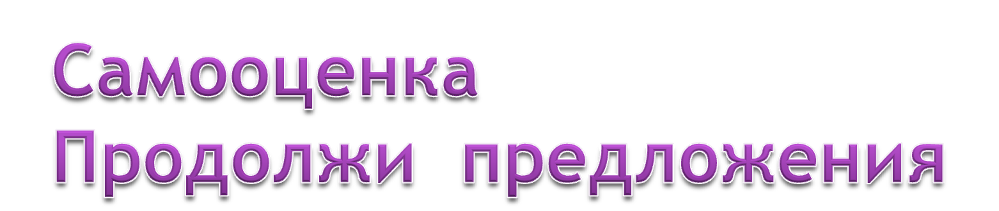 Самооценка
Продолжи предложения